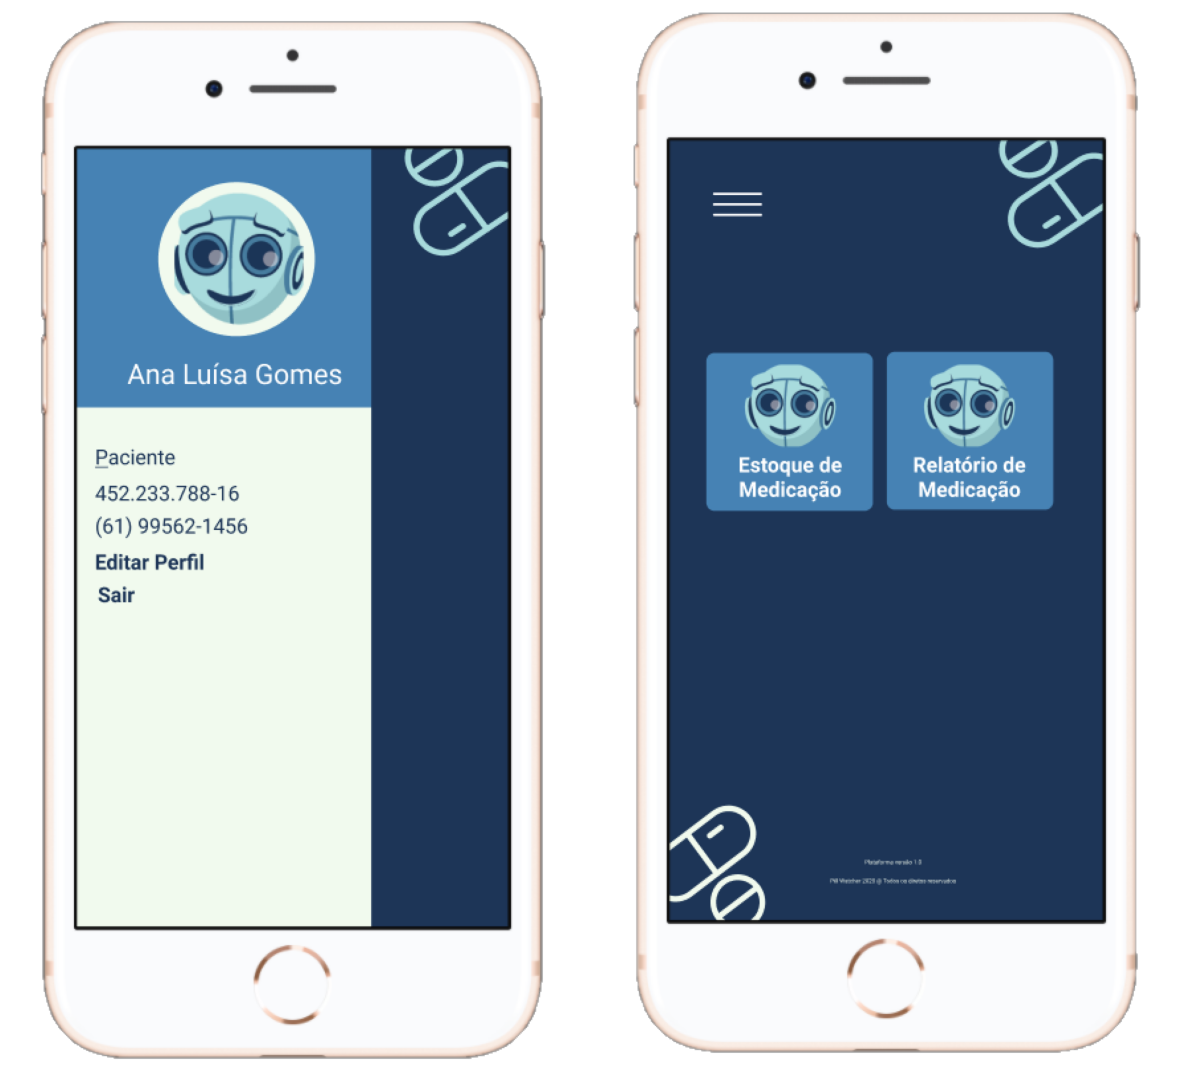 Ana Luísa Gomes
Paciente
452.233.788-16
(61) 99562-1456
Editar Perfil
Sair
Estoque de
Medicação
Relatório de
Medicação
Plataforma versão 1.0
Pill Watcher 2020 @ Todos os direitos reservados